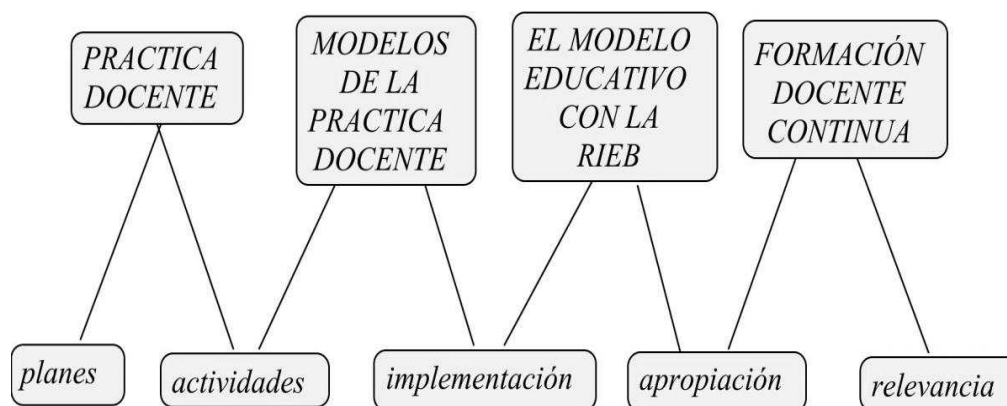 PRACTICA
DOCENTE
MODELOS
DE LA
PRACTICA
DOCENTE
EL MODELO
EDUCATIVO
CON LA
RIEB
FORMACIÓN
DOCENTE
CONTINUA
planes
actividades
implementación
apropiación
relevancia